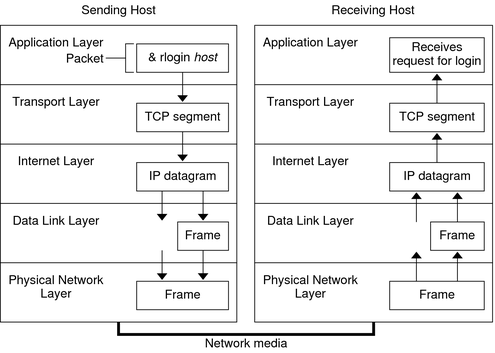 Sending Host
Receiving Host
Application Layer
Packet
& rlogin host
Application Layer
Receives
request for login
Transport Layer
TCP segment
Transport Layer
TCP segment
Internet Layer
IP datagram
Internet Layer
IP datagram
Data Link Layer
Frame
Data Link Layer
Frame
Physical Network
Layer
Frame
Physical Network
Layer
Frame
Network media